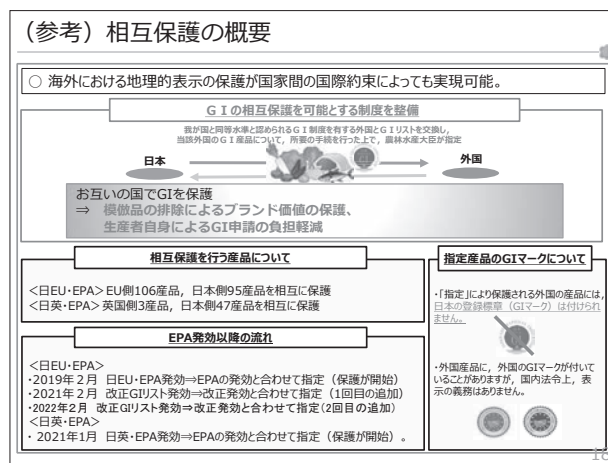 （参考）相互保護の概要
○ 海外における地理的表示の保護が国家間の国際約束によっても実現可能。
ＧＩの相互保護を可能とする制度を整備
我が国と同等水準と認められるＧＩ制度を有する外国とＧＩリストを交換し、
当該外国のＧＩ産品について、所要の手続を行った上で、農林水産大臣が指定
日本
外国
お互いの国でGIを保護
⇒ 模倣品の排除によるブランド価値の保護、
生産者自身によるGI申請の負担軽減
相互保護を行う産品について
＜日EU・EPA＞EU側106産品，日本側95産品を相互に保護
＜日英・EPA＞英国側3産品，日本側47産品を相互に保護
EPA発効以降の流れ
＜日EU・EPA＞
・2019年２月 日EU・EPA発効⇒EPAの発効と合わせて指定（保護が開始）
・2021年２月 改正GIリスト発効⇒改正発効と合わせて指定（1回目の追加）
・2022年２月 改正GIリスト発効⇒改正発効と合わせて指定（2回目の追加）
＜日英・EPA＞
・ 2021年１月 日英・EPA発効⇒EPAの発効と合わせて指定（保護が開始）。
指定産品のGIマークについて
・「指定」により保護される外国の産品には，
日本の登録標章（GIマーク）は付けられ
ません。
・外国産品に，外国のGIマークが付いて
いることがありますが，国内法令上，表
示の義務はありません。
18